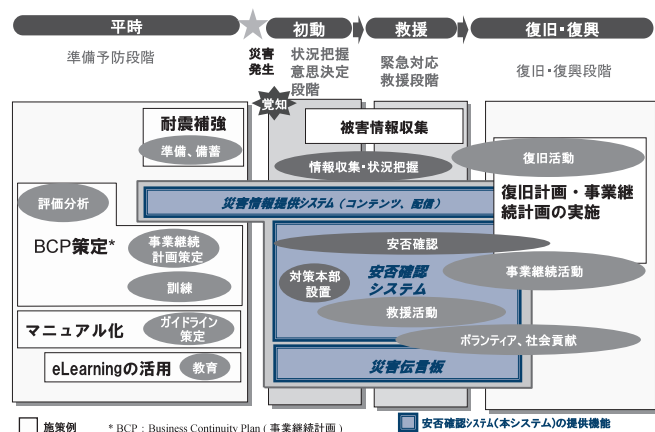 平時
初動
救援
復旧・復興
準備予防段階
災害
発生
状況把握
意思決定
段階
緊急対応
救援段階
復旧・復興段階
覚知
耐震補強
準備、備蓄
被害情報収集
情報収集・状況把握
復旧活動
評価分析
災害情報提供システム（コンテンツ、配信）
復旧計画・事業継
続計画の実施
BCP策定*
事業継続
計画策定
訓練
安否確認
対策本部
設置
安否確認
システム
事業継続活動
救援活動
マニュアル化
ガイドライン
策定
ボランティア、社会貢献
eLearningの活用
教育
災害伝言板
施策例
* BCP : Business Continuity Plan ( 事業継続計画 )
安否確認システム(本システム)の提供機能